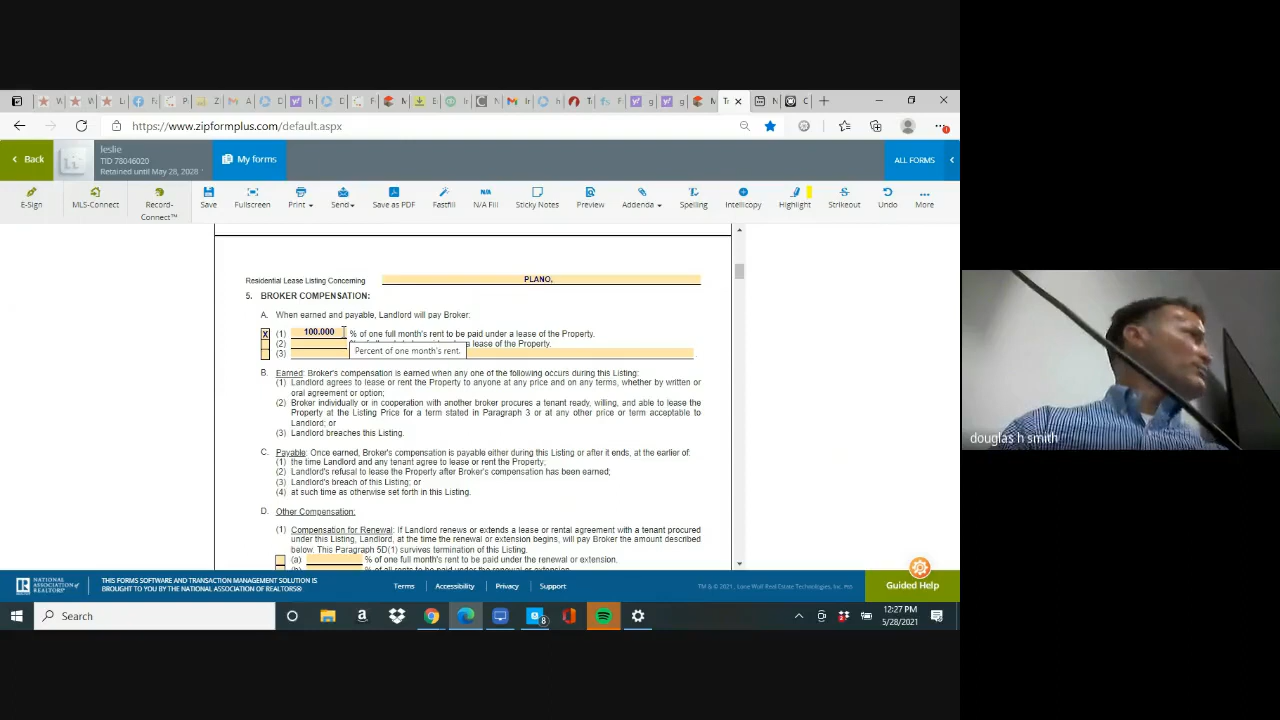 https://www.zipformplus.com/default.aspx
Back
leslie
TID 78046020
Retained until May 28, 2028
My forms
ALL FORMS
E-Sign
MLS-Connect
Record-Connect™
Save
Fullscreen
Print
Send
Save as PDF
Fastfill
N/A
N/A Fill
Sticky Notes
Preview
Addenda
Spelling
Intellicopy
Highlight
Strikeout
Undo
More
Residential Lease Listing Concerning PLANO,
5. BROKER COMPENSATION:
A. When earned and payable, Landlord will pay Broker:
X (1) 100.000 % of one full month's rent to be paid under a lease of the Property.
(2) a lease of the Property.
Percent of one month's rent.
(3)
B. Earned: Broker's compensation is earned when any one of the following occurs during this Listing:
(1) Landlord agrees to lease or rent the Property to anyone at any price and on any terms, whether by written or
oral agreement or option;
(2) Broker individually or in cooperation with another broker procures a tenant ready, willing, and able to lease the
Property at the Listing Price for a term stated in Paragraph 3 or at any other price or term acceptable to
Landlord; or
(3) Landlord breaches this Listing.
C. Payable: Once earned, Broker's compensation is payable either during this Listing or after it ends, at the earlier of:
(1) the time Landlord and any tenant agree to lease or rent the Property;
(2) Landlord's refusal to lease the Property after Broker's compensation has been earned;
(3) Landlord's breach of this Listing; or
(4) at such time as otherwise set forth in this Listing.
D. Other Compensation:
(1) Compensation for Renewal: If Landlord renews or extends a lease or rental agreement with a tenant procured
under this Listing, Landlord, at the time the renewal or extension begins, will pay Broker the amount described
below. This Paragraph 5D(1) survives termination of this Listing.
(a) % of one full month's rent to be paid under the renewal or extension.
(b) % of all rents to be paid under the renewal or extension.
NATIONAL ASSOCIATION of REALTORS®
THIS FORMS SOFTWARE AND TRANSACTION MANAGEMENT SOLUTION IS
BROUGHT TO YOU BY THE NATIONAL ASSOCIATION OF REALTORS®
Terms
Accessibility
Privacy
Support
Guided Help
Search
8
12:27 PM
5/28/2021
douglas h smith